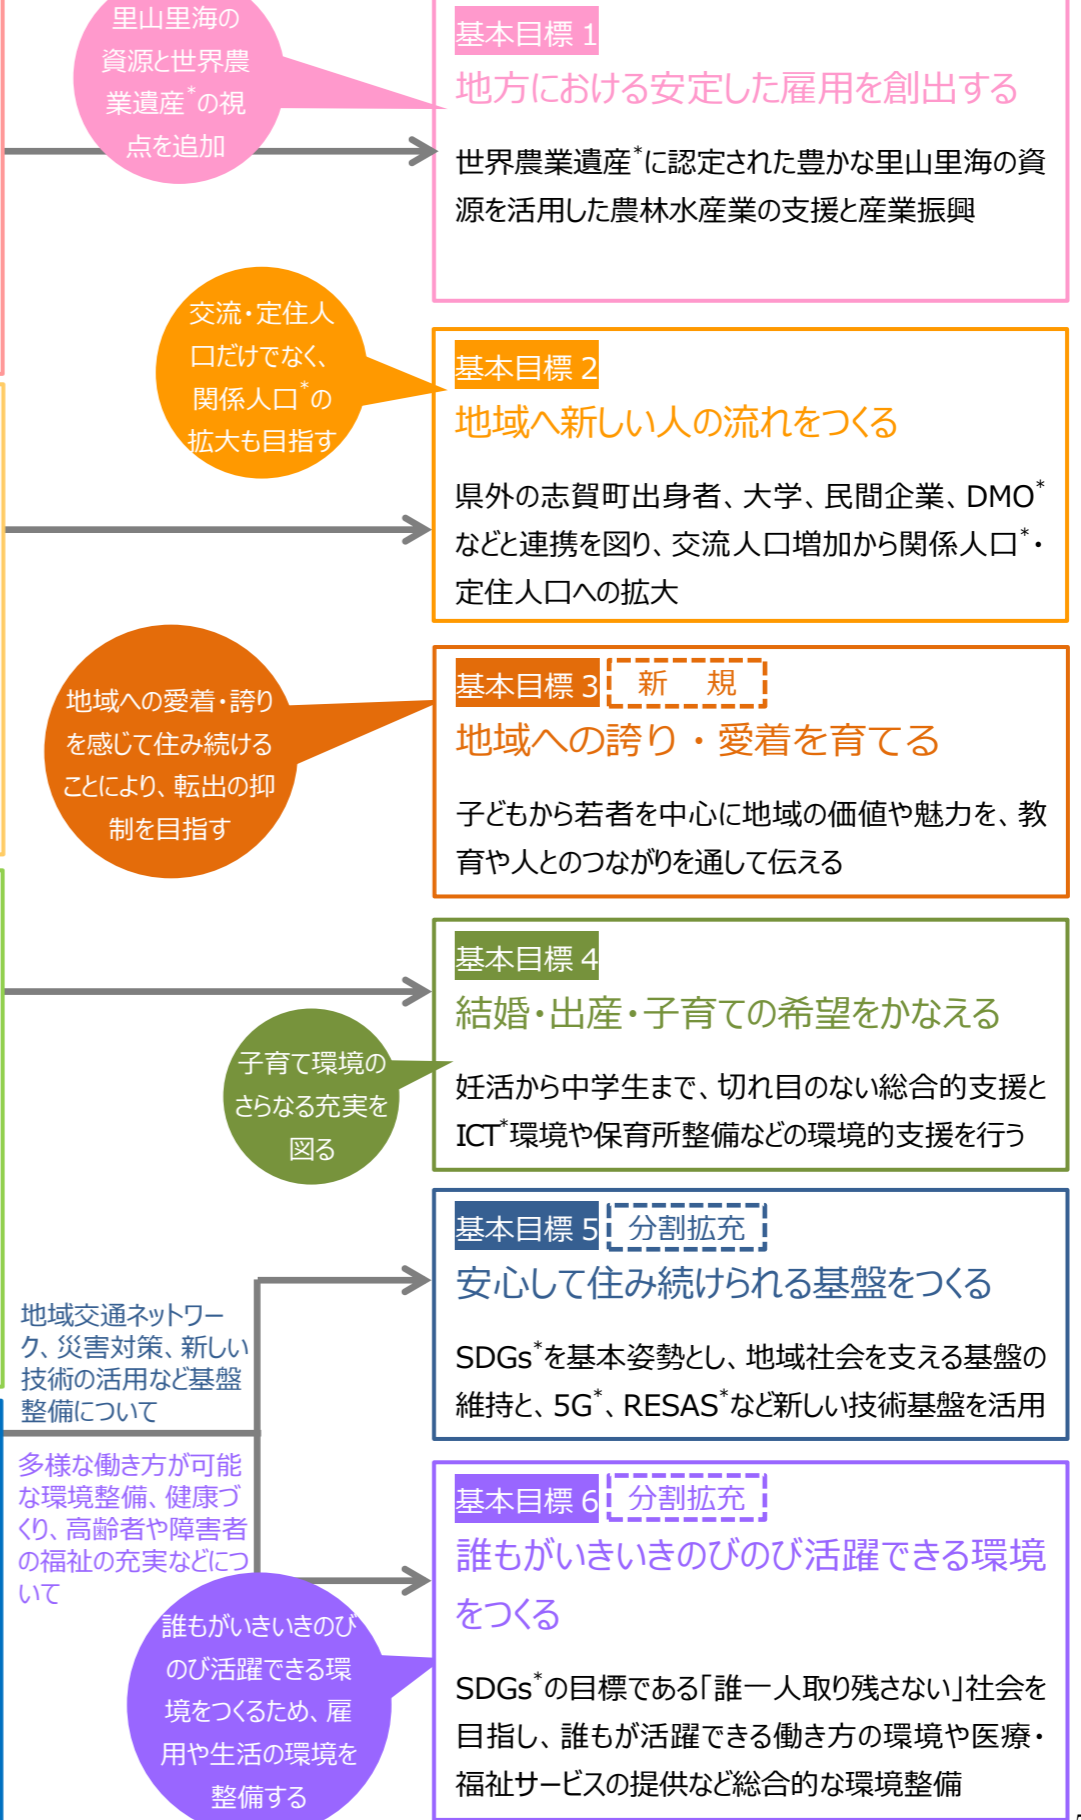 里山里海の
資源と世界農
業遺産*の視
点を追加
基本目標 1
地方における安定した雇用を創出する
世界農業遺産*に認定された豊かな里山里海の資
源を活用した農林水産業の支援と産業振興
交流・定住人
口だけでなく、
関係人口*の
拡大も目指す
基本目標 2
地域へ新しい人の流れをつくる
県外の志賀町出身者、大学、民間企業、DMO*
などと連携を図り、交流人口増加から関係人口*・
定住人口への拡大
地域への愛着・誇り
を感じて住み続ける
ことにより、転出の抑
制を目指す
基本目標 3 新 規
地域への誇り・愛着を育てる
子どもから若者を中心に地域の価値や魅力を、教
育や人とのつながりを通して伝える
基本目標 4
結婚・出産・子育ての希望をかなえる
子育て環境の
さらなる充実を
図る
妊活から中学生まで、切れ目のない総合的支援と
ICT*環境や保育所整備などの環境的支援を行う
基本目標 5 分割拡充
安心して住み続けられる基盤をつくる
SDGs*を基本姿勢とし、地域社会を支える基盤の
維持と、5G*、RESAS*など新しい技術基盤を活用
地域交通ネットワー
ク、災害対策、新しい
技術の活用など基盤
整備について
多様な働き方が可能
な環境整備、健康づ
くり、高齢者や障害者
の福祉の充実などにつ
いて
基本目標 6 分割拡充
誰もがいきいきのびのび活躍できる環境
をつくる
誰もがいきいきのび
のび活躍できる環
境をつくるため、雇
用や生活の環境を
整備する
SDGs*の目標である「誰一人取り残さない」社会を
目指し、誰もが活躍できる働き方の環境や医療・
福祉サービスの提供など総合的な環境整備